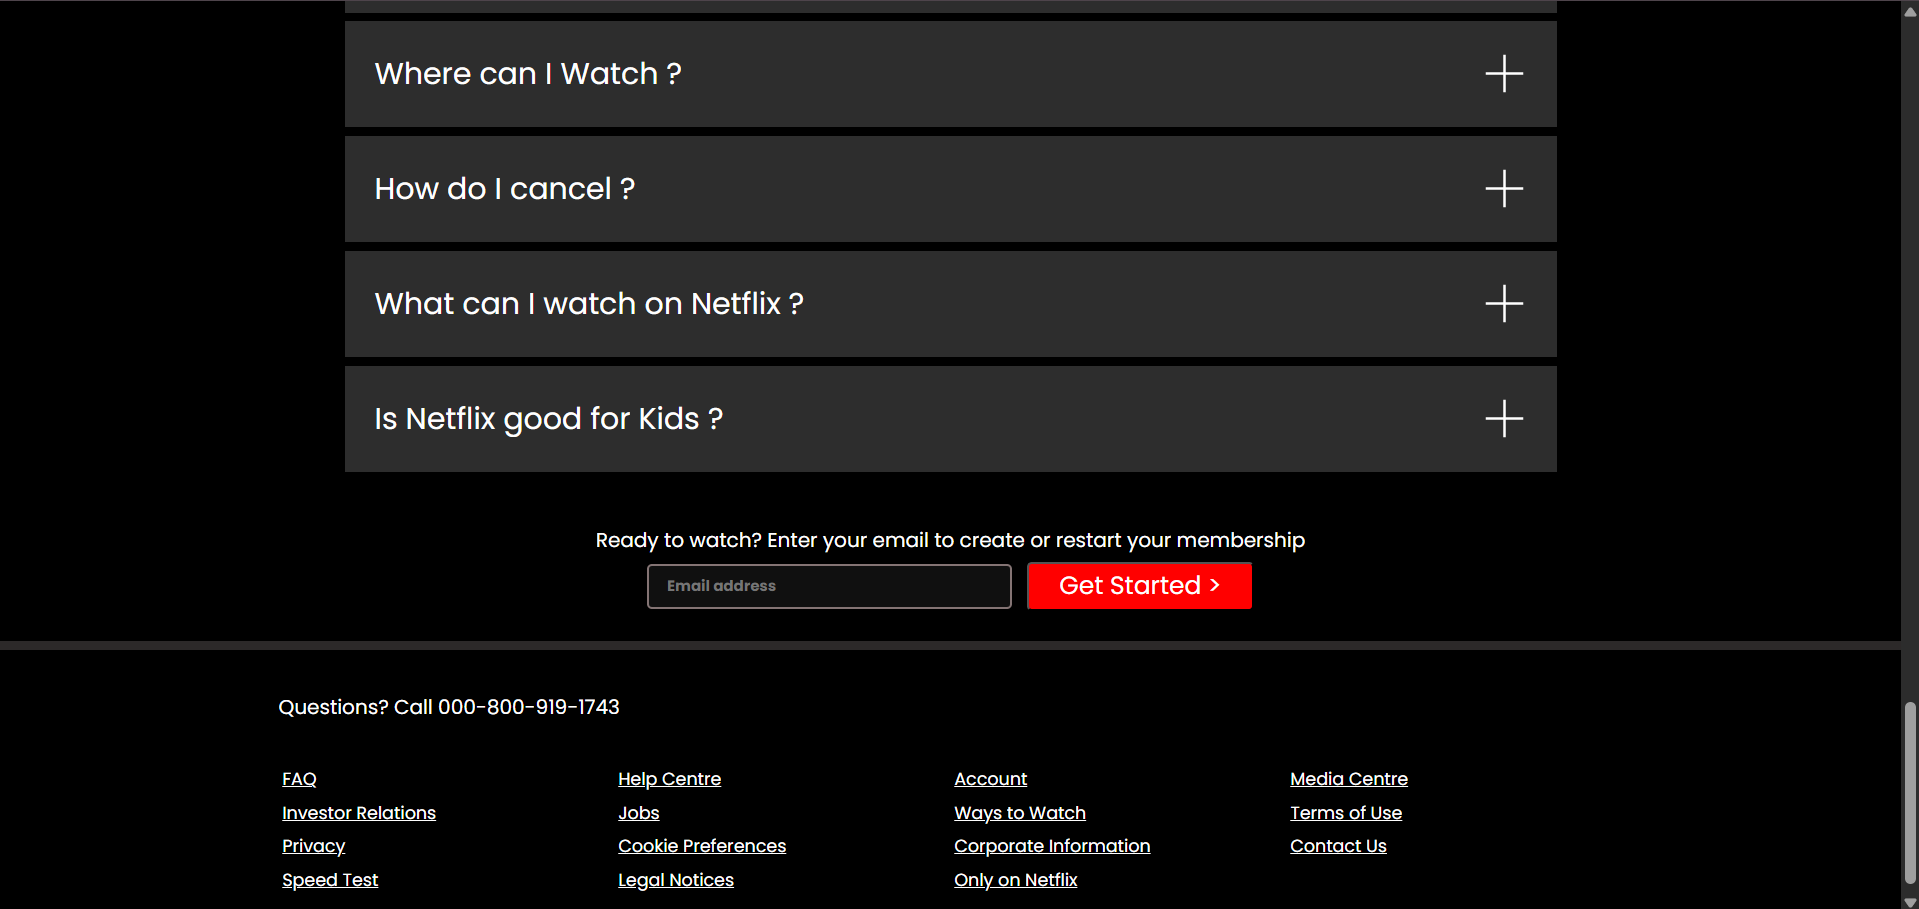 Where can I Watch ?
How do I cancel ?
What can I watch on Netflix ?
Is Netflix good for Kids ?
Ready to watch? Enter your email to create or restart your membership
Email address
Get Started >
Questions? Call 000-800-919-1743
FAQ
Help Centre
Account
Media Centre
Investor Relations
Jobs
Ways to Watch
Terms of Use
Privacy
Cookie Preferences
Corporate Information
Contact Us
Speed Test
Legal Notices
Only on Netflix